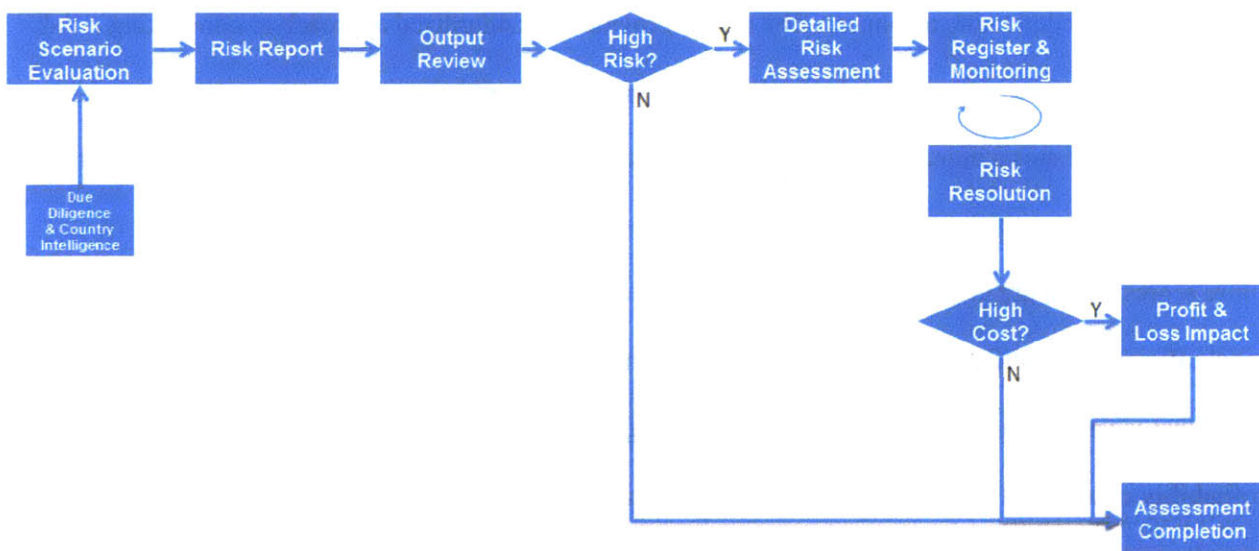 Risk
Scenario
Evaluation
Risk Report
Output
Review
High
Risk?
Y
N
Detailed
Risk
Assessment
Risk
Register &
Monitoring
Due
Diligence
& Country
Intelligence
Risk
Resolution
High
Cost?
Y
N
Profit &
Loss Impact
Assessment
Completion